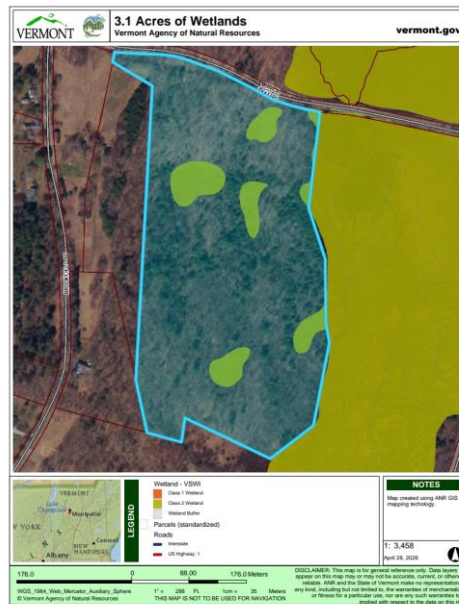 VERMONT
3.1 Acres of Wetlands
Vermont Agency of Natural Resources
vermont.gov
VERMONT
Montpelier
NEW
HAMPSHIRE
Albany
Concord
LEGEND
Wetland - VSWI
Class 1 Wetland
Class 2 Wetland
Wetland Buffer
Parcels (standardized)
Roads
Interstate
US Highway; 1
NOTES
Map created using ANR GIS
mapping technology.
1: 3,458
April 28, 2026
176.0 0 88.00 176.0 Meters
WGS_1984_Web_Mercator_Auxiliary_Sphere
© Vermont Agency of Natural Resources
1" = 288 Ft. 1cm = 35 Meters
THIS MAP IS NOT TO BE USED FOR NAVIGATION
DISCLAIMER: This map is for general reference only. Data layers
appear on this map may or may not be accurate, current, or otherw
reliable. ANR and the State of Vermont make no representation
any kind, including but not limited to, the warranties of merchantabi
or fitness for a particular use, nor are any such warranties to
implied with respect to the data on this